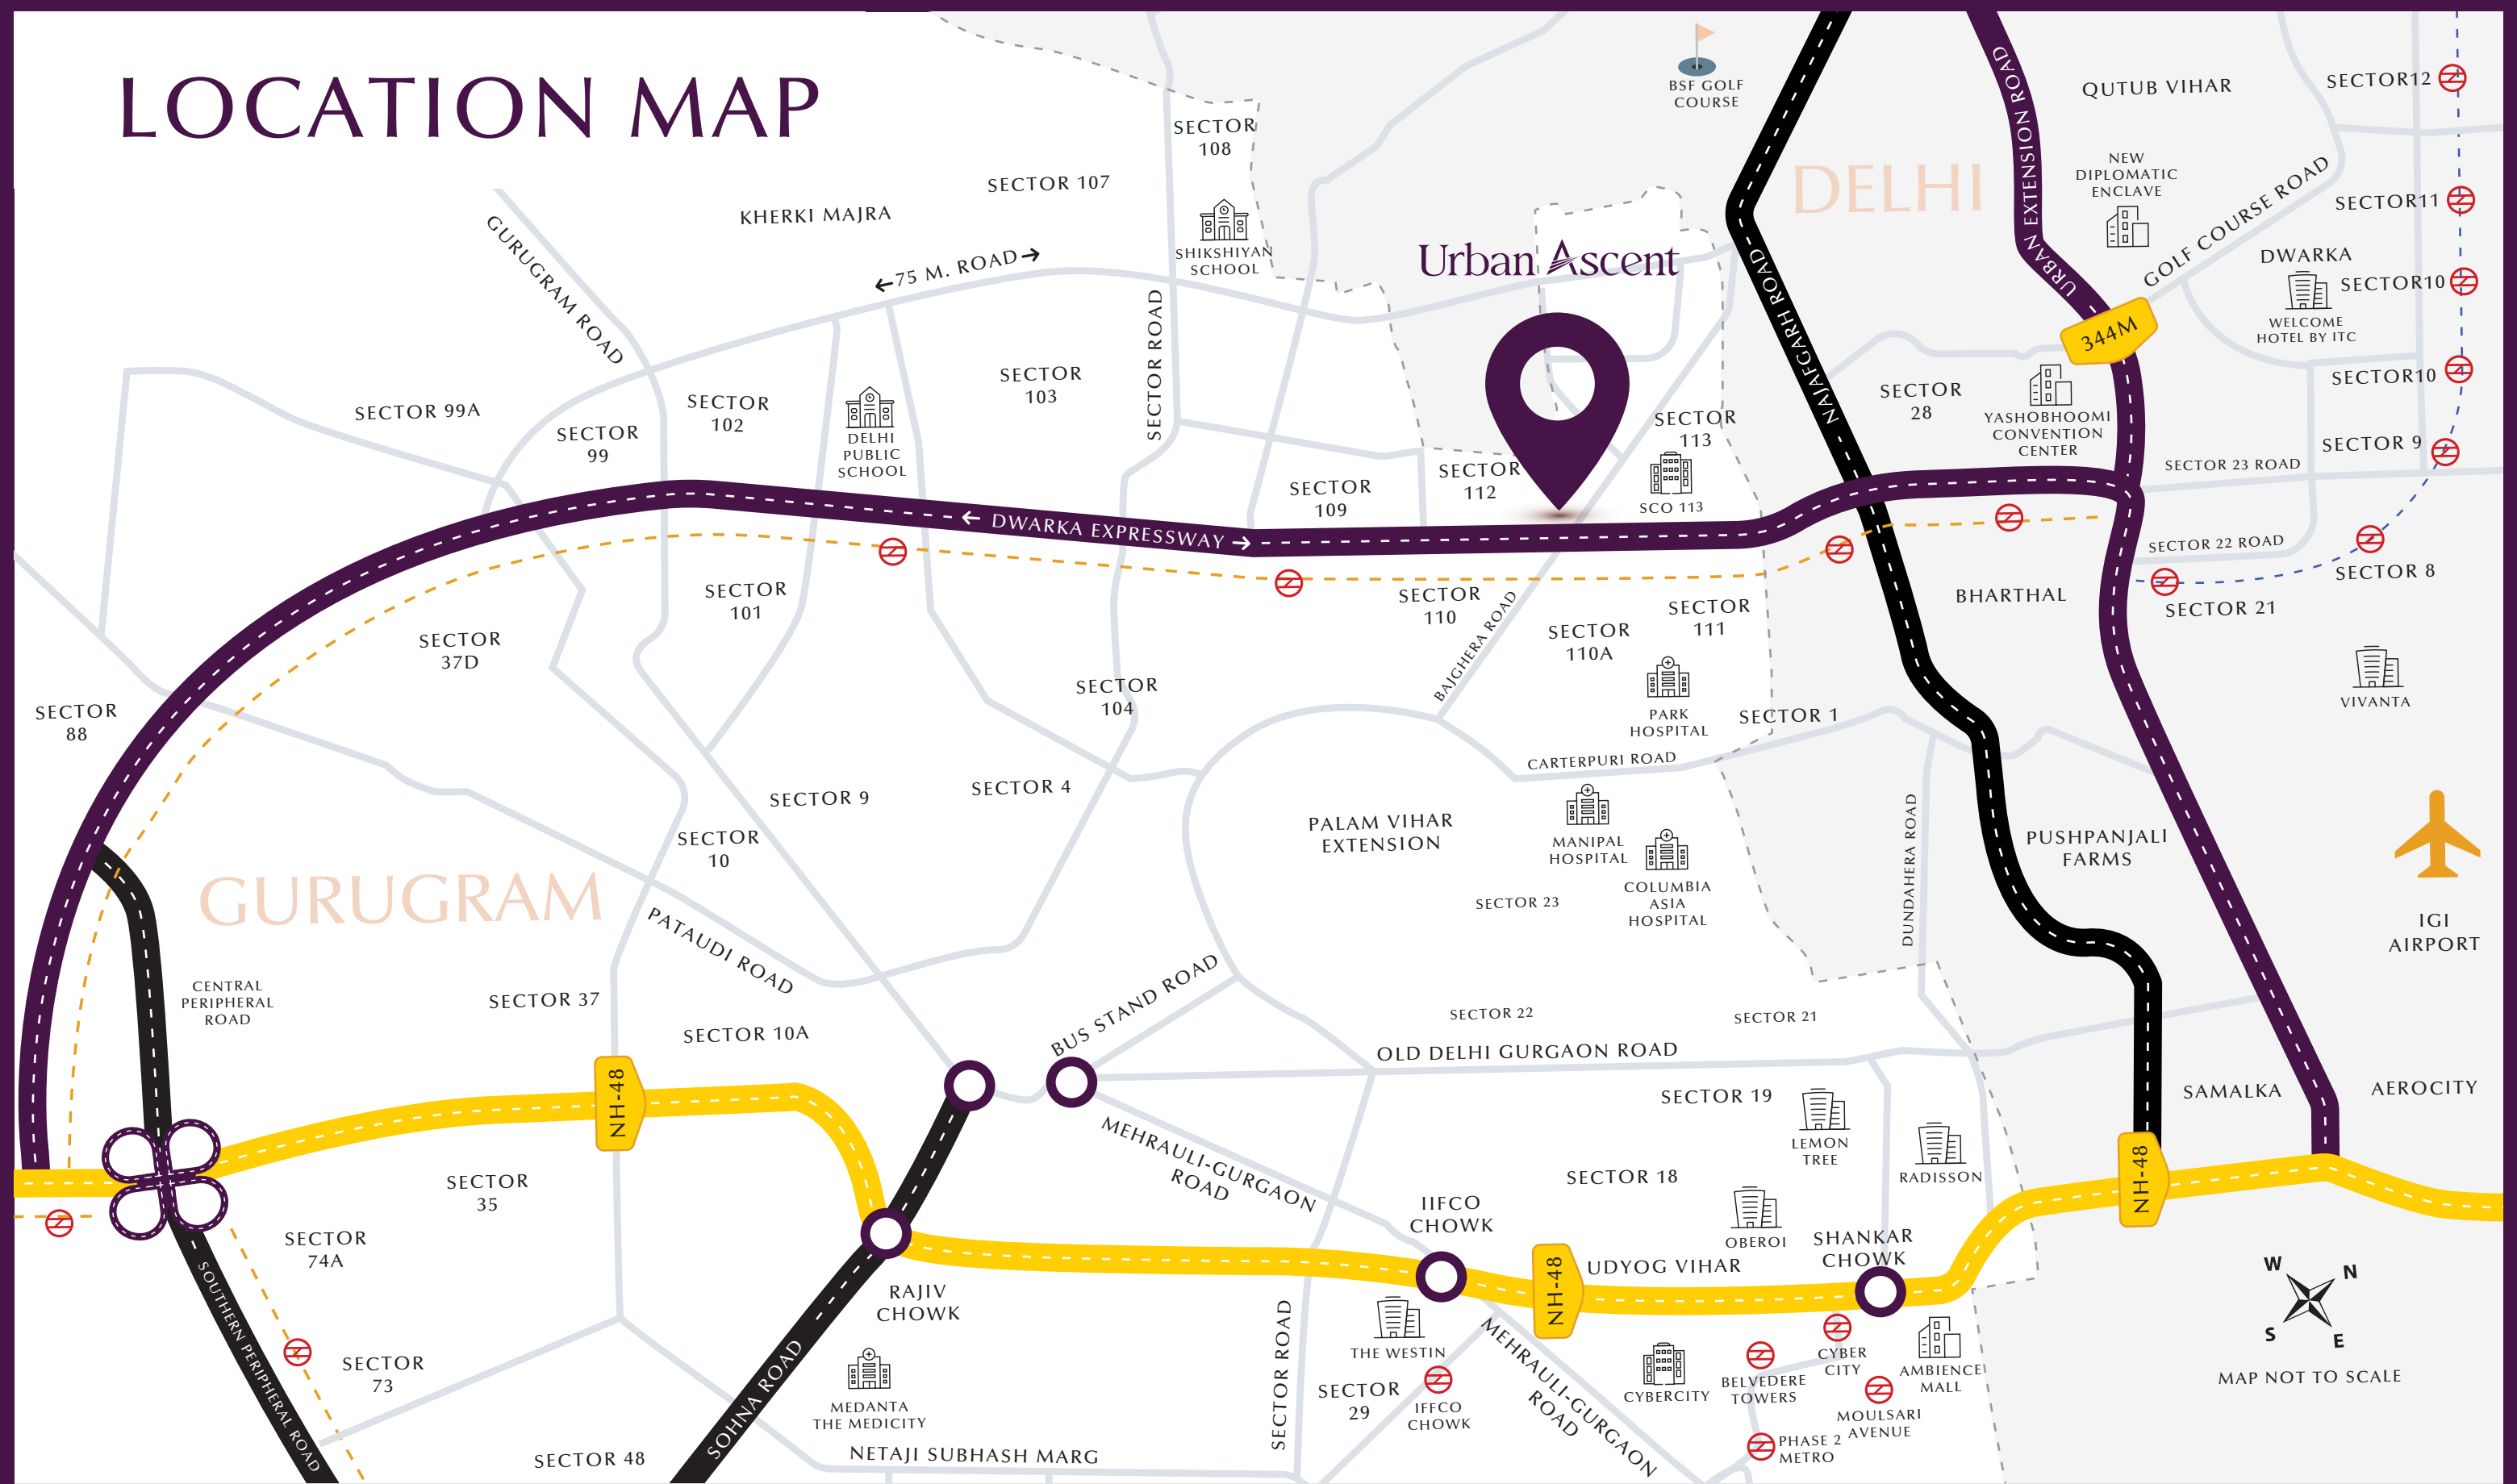 LOCATION MAP
BSF GOLF
COURSE
QUTUB VIHAR
SECTOR12
URBAN EXTENSION ROAD
URBAN
SECTOR
108
SECTOR 107
KHERKI MAJRA
DELHI
NEW
DIPLOMATIC
ENCLAVE
GOLF COURSE ROAD
SECTOR11
GURUGRAM ROAD
75 M. ROAD
SHIKSHIYAN
SCHOOL
Urban Ascent
DWARKA
SECTOR10
WELCOME
HOTEL BY ITC
344M
NAJAFGARH ROAD
SECTOR ROAD
SECTOR 99A
SECTOR
99
SECTOR
102
DELHI
PUBLIC
SCHOOL
SECTOR
103
SECTOR
113
SECTOR
28
YASHOBHOOMI
CONVENTION
CENTER
SECTOR10
SECTOR 9
SECTOR 23 ROAD
SECTOR
109
SECTOR
112
SCO 113
DWARKA EXPRESSWAY
SECTOR 22 ROAD
SECTOR 8
SECTOR 21
BHARTHAL
SECTOR
101
SECTOR
110
BAJGHERA ROAD
SECTOR
110A
SECTOR
111
SECTOR
37D
SECTOR
88
SECTOR
104
PARK
HOSPITAL
SECTOR 1
VIVANTA
CARTERPURI ROAD
SECTOR 9
SECTOR 4
SECTOR
10
PALAM VIHAR
EXTENSION
MANIPAL
HOSPITAL
COLUMBIA
ASIA
HOSPITAL
SECTOR 23
DUNDAHERA ROAD
PUSHPANJALI
FARMS
IGI
AIRPORT
GURUGRAM
PATAUDI ROAD
CENTRAL
PERIPHERAL
ROAD
SECTOR 37
SECTOR 10A
BUS STAND ROAD
SECTOR 22
SECTOR 21
OLD DELHI GURGAON ROAD
NH-48
SECTOR 19
LEMON
TREE
RADISSON
SAMALKA
AEROCITY
MEHRAULI-GURGAON
ROAD
SECTOR
35
SECTOR
74A
SECTOR 18
IIFCO
CHOWK
OBEROI
SHANKAR
CHOWK
NH-48
UDYOG VIHAR
NH-48
RAJIV
CHOWK
SOUTHERN PERIPHERAL ROAD
SECTOR
73
SOHNA ROAD
MEDANTA
THE MEDICITY
SECTOR ROAD
THE WESTIN
SECTOR
29
IFFCO
CHOWK
MEHRAULI-GURGAON
ROAD
CYBERCITY
BELVEDERE
TOWERS
CYBER
CITY
AMBIENCE
MALL
MOULSARI
AVENUE
PHASE 2
METRO
SECTOR 48
NETAJI SUBHASH MARG
W
N
S
E
MAP NOT TO SCALE